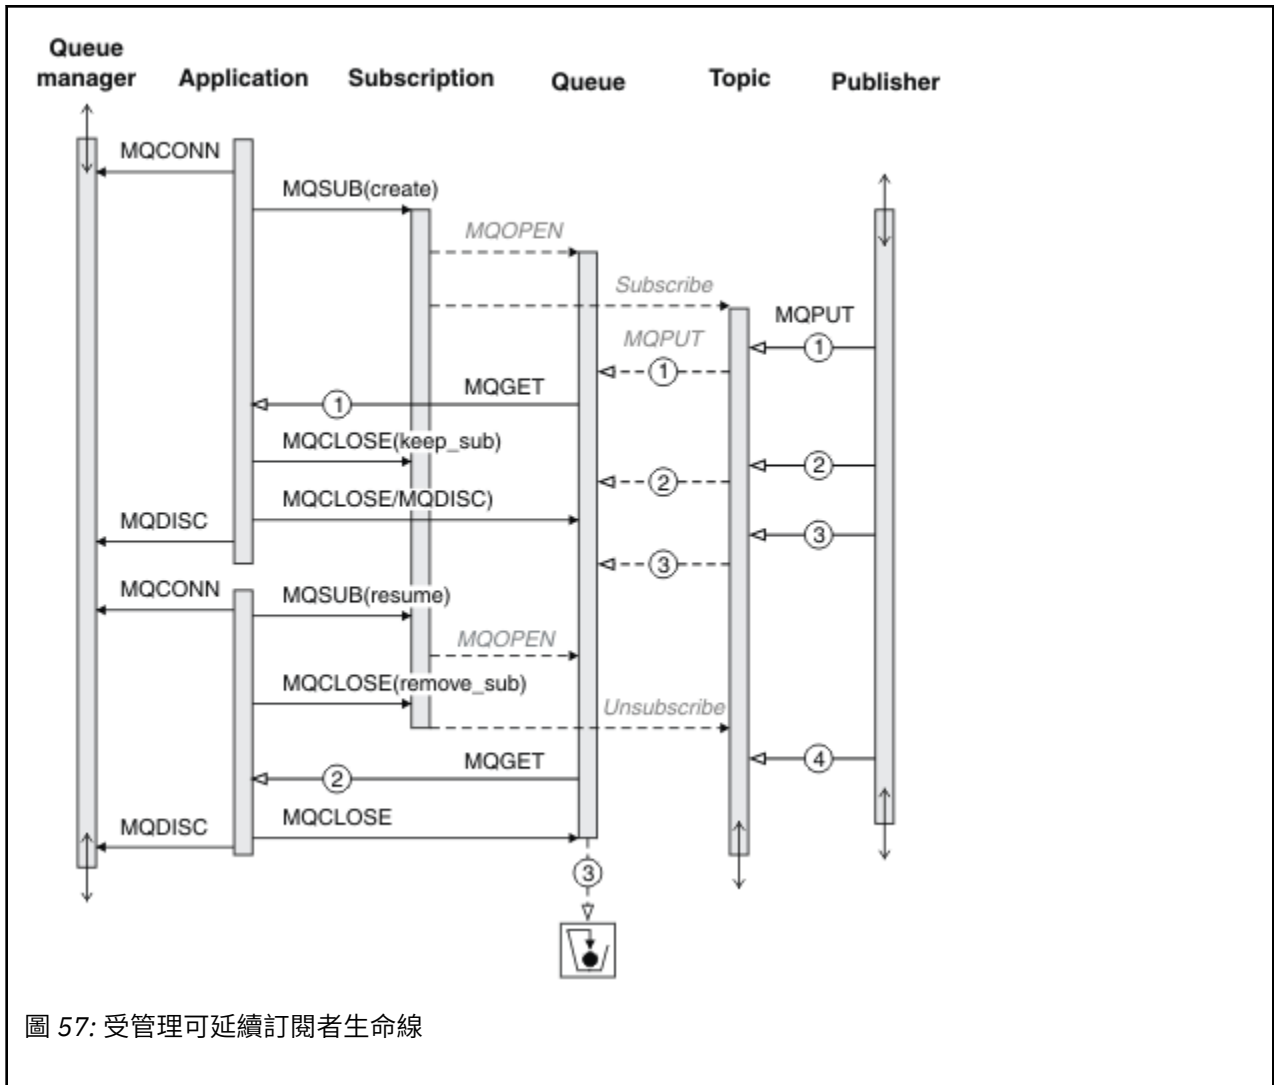 Queue
manager
Application
Subscription
Queue
Topic
Publisher
MQCONN
MQSUB(create)
MQOPEN
Subscribe
MQPUT
1
MQPUT
1
MQGET
1
MQCLOSE(keep_sub)
2
2
MQCLOSE/MQDISC)
MQDISC
3
3
MQCONN
MQSUB(resume)
MQOPEN
MQCLOSE(remove_sub)
Unsubscribe
4
MQGET
2
MQCLOSE
MQDISC
3
圖 57: 受管理可延續訂閱者生命線